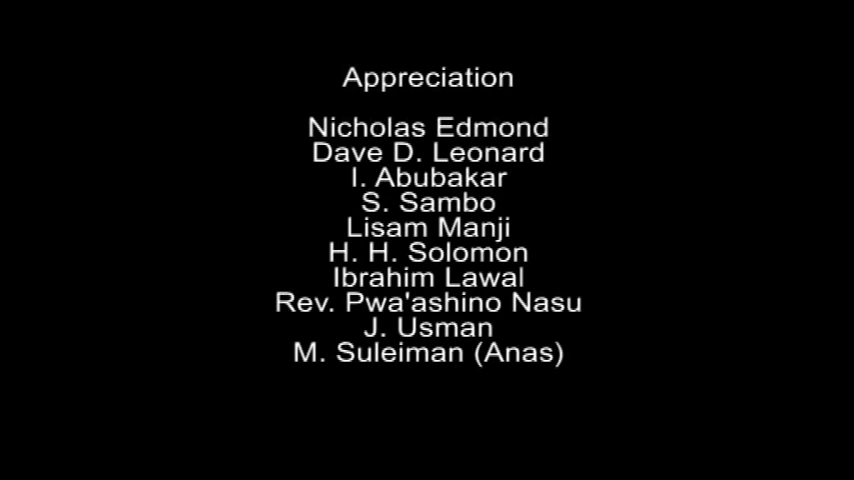 Appreciation
Nicholas Edmond
Dave D. Leonard
I. Abubakar
S. Sambo
Lisam Manji
H. H. Solomon
Ibrahim Lawal
Rev. Pwa'ashino Nasu
J. Usman
M. Suleiman (Anas)